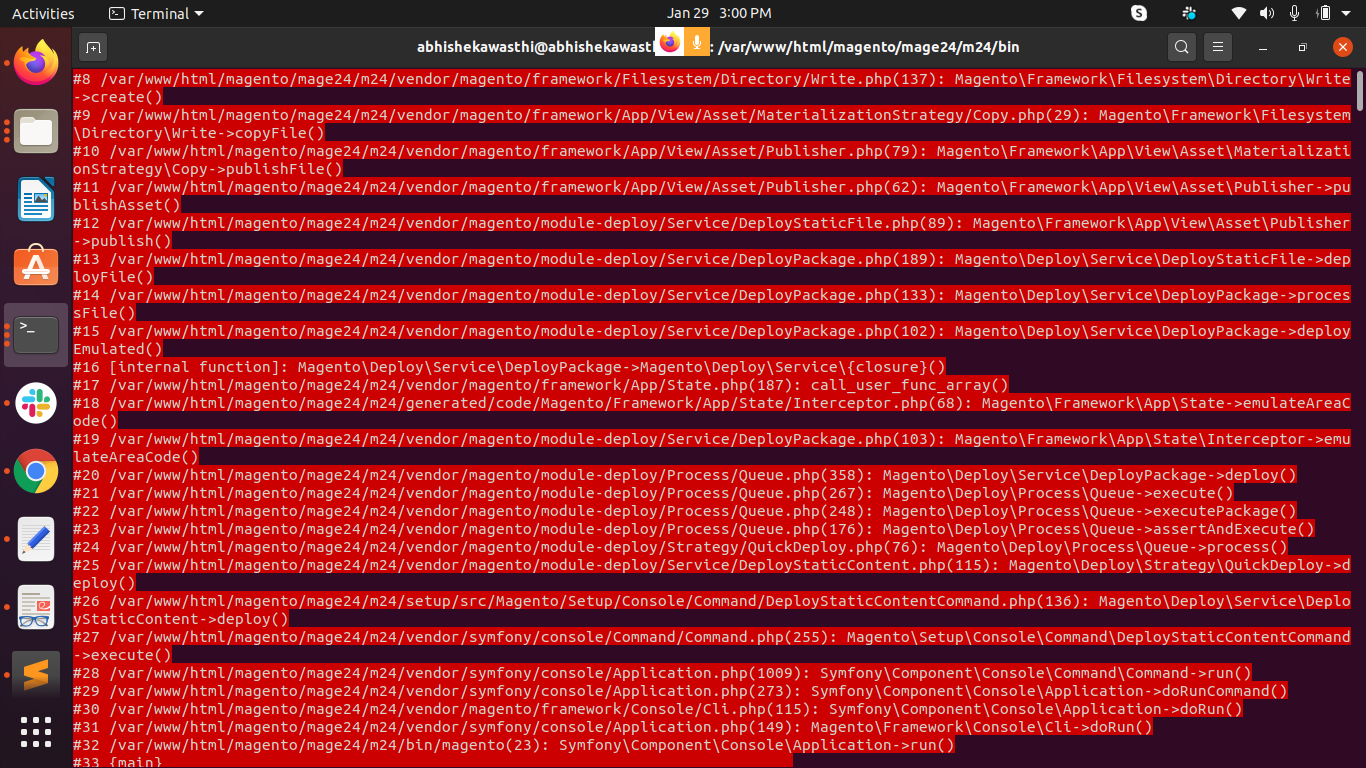 Activities
Terminal
Jan 29 3:00 PM
abhishekawasthi@abhishekawast : /var/www/html/magento/mage24/m24/bin
#8 /var/www/html/magento/mage24/m24/vendor/magento/framework/Filesystem/Directory/Write.php(137): Magento\Framework\Filesystem\Directory\Write
->create()
#9 /var/www/html/magento/mage24/m24/vendor/magento/framework/App/View/Asset/MaterializationStrategy/Copy.php(29): Magento\Framework\Filesystem
\Directory\Write->copyFile()
#10 /var/www/html/magento/mage24/m24/vendor/magento/framework/App/View/Asset/Publisher.php(79): Magento\Framework\App\View\Asset\Materializati
onStrategy\Copy->publishFile()
#11 /var/www/html/magento/mage24/m24/vendor/magento/framework/App/View/Asset/Publisher.php(62): Magento\Framework\App\View\Asset\Publisher->pu
blishAsset()
#12 /var/www/html/magento/mage24/m24/vendor/magento/module-deploy/Service/DeployStaticFile.php(89): Magento\Framework\App\View\Asset\Publisher
->publish()
#13 /var/www/html/magento/mage24/m24/vendor/magento/module-deploy/Service/DeployPackage.php(189): Magento\Deploy\Service\DeployStaticFile->dep
loyFile()
#14 /var/www/html/magento/mage24/m24/vendor/magento/module-deploy/Service/DeployPackage.php(133): Magento\Deploy\Service\DeployPackage->proces
sFile()
#15 /var/www/html/magento/mage24/m24/vendor/magento/module-deploy/Service/DeployPackage.php(102): Magento\Deploy\Service\DeployPackage->deploy
Emulated()
#16 [internal function]: Magento\Deploy\Service\DeployPackage->Magento\Deploy\Service\{closure}()
#17 /var/www/html/magento/mage24/m24/vendor/magento/framework/App/State.php(187): call_user_func_array()
#18 /var/www/html/magento/mage24/m24/generated/code/Magento/Framework/App/State/Interceptor.php(68): Magento\Framework\App\State->emulateAreaC
ode()
#19 /var/www/html/magento/mage24/m24/vendor/magento/module-deploy/Service/DeployPackage.php(103): Magento\Framework\App\State\Interceptor->emu
lateAreaCode()
#20 /var/www/html/magento/mage24/m24/vendor/magento/module-deploy/Process/Queue.php(358): Magento\Deploy\Service\DeployPackage->deploy()
#21 /var/www/html/magento/mage24/m24/vendor/magento/module-deploy/Process/Queue.php(267): Magento\Deploy\Process\Queue->execute()
#22 /var/www/html/magento/mage24/m24/vendor/magento/module-deploy/Process/Queue.php(248): Magento\Deploy\Process\Queue->executePackage()
#23 /var/www/html/magento/mage24/m24/vendor/magento/module-deploy/Process/Queue.php(176): Magento\Deploy\Process\Queue->assertAndExecute()
#24 /var/www/html/magento/mage24/m24/vendor/magento/module-deploy/Strategy/QuickDeploy.php(76): Magento\Deploy\Process\Queue->process()
#25 /var/www/html/magento/mage24/m24/vendor/magento/module-deploy/Service/DeployStaticContent.php(115): Magento\Deploy\Strategy\QuickDeploy->d
eploy()
#26 /var/www/html/magento/mage24/m24/setup/src/Magento/Setup/Console/Command/DeployStaticContentCommand.php(136): Magento\Deploy\Service\Deplo
yStaticContent->deploy()
#27 /var/www/html/magento/mage24/m24/vendor/symfony/console/Command/Command.php(255): Magento\Setup\Console\Command\DeployStaticContentCommand
->execute()
#28 /var/www/html/magento/mage24/m24/vendor/symfony/console/Application.php(1009): Symfony\Component\Console\Command\Command->run()
#29 /var/www/html/magento/mage24/m24/vendor/symfony/console/Application.php(273): Symfony\Component\Console\Application->doRunCommand()
#30 /var/www/html/magento/mage24/m24/vendor/magento/framework/Console/Cli.php(115): Symfony\Component\Console\Application->doRun()
#31 /var/www/html/magento/mage24/m24/vendor/symfony/console/Application.php(149): Magento\Framework\Console\Cli->doRun()
#32 /var/www/html/magento/mage24/m24/bin/magento(23): Symfony\Component\Console\Application->run()
#33 {main}